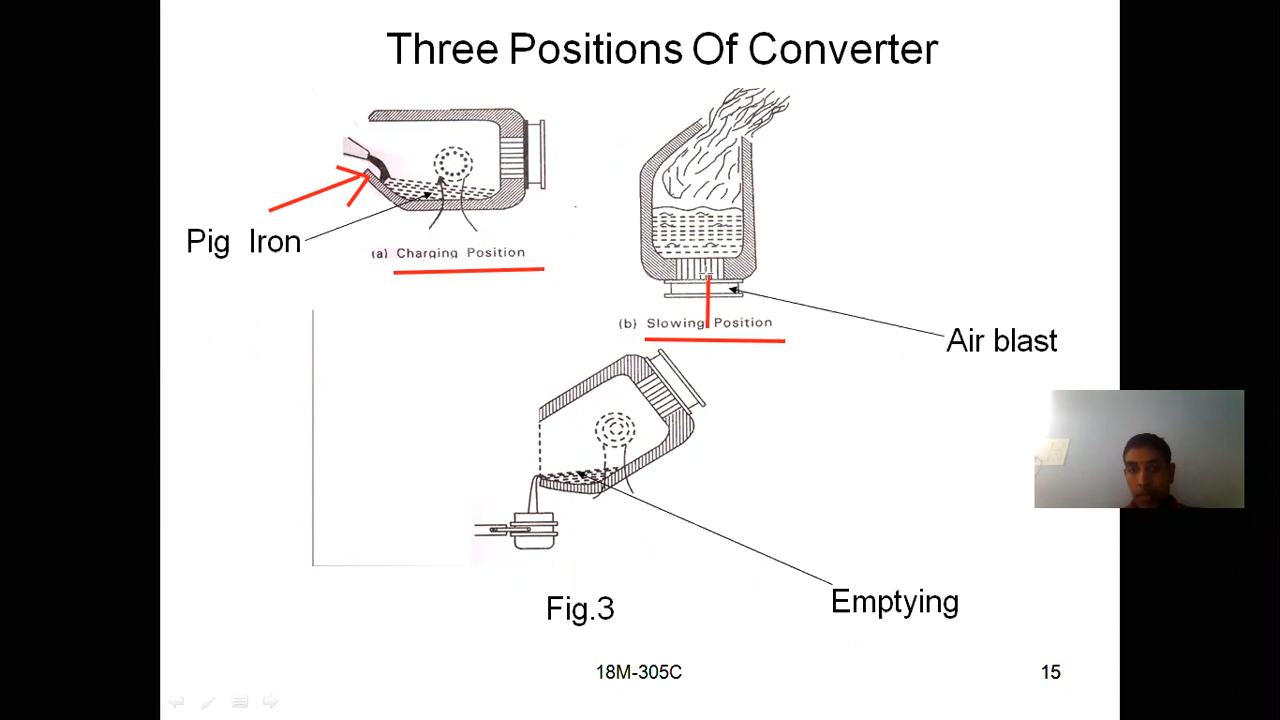 Three Positions Of Converter
Pig Iron
(a) Charging Position
(b) Slowing Position
Air blast
Emptying
Fig.3
18M-305C
15